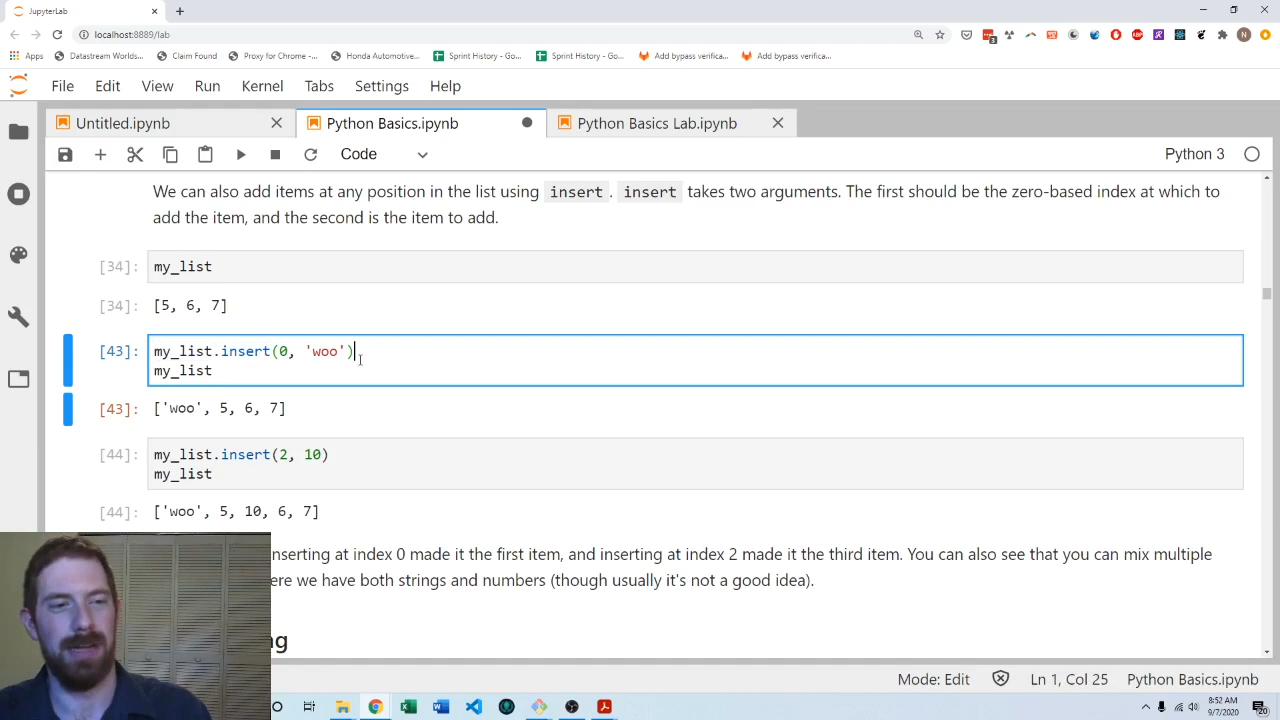 JupyterLab
localhost:8889/lab
Apps
Datastream Worlds...
Claim Found
Proxy for Chrome -...
Honda Automotive...
Sprint History - Go...
Sprint History - Go...
Add bypass verifica...
Add bypass verifica...
File Edit View Run Kernel Tabs Settings Help
Untitled.ipynb
Python Basics.ipynb
Python Basics Lab.ipynb
Code
Python 3
We can also add items at any position in the list using insert. insert takes two arguments. The first should be the zero-based index at which to
add the item, and the second is the item to add.
[34]: my_list
[34]: [5, 6, 7]
[43]: my_list.insert(0, 'woo')
my_list
[43]: ['woo', 5, 6, 7]
[44]: my_list.insert(2, 10)
my_list
[44]: ['woo', 5, 10, 6, 7]
nserting at index 0 made it the first item, and inserting at index 2 made it the third item. You can also see that you can mix multiple
ere we have both strings and numbers (though usually it's not a good idea).
g
Mode: Edit
Ln 1, Col 25
Python Basics.ipynb
8:52 AM
9/7/2020